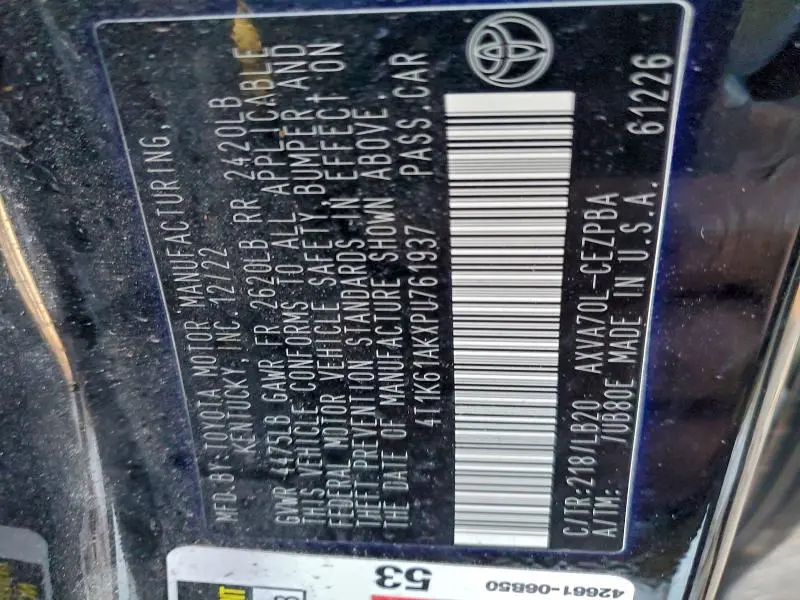 MFD.BY:TOYOTA MOTOR MANUFACTURING,
KENTUCKY, INC. 12/22
GVWR 4475LB GAWR FR 2620LB RR 2420LB
THIS VEHICLE CONFORMS TO ALL APPLICABLE
FEDERAL MOTOR VEHICLE SAFETY, BUMPER, AND
THEFT PREVENTION STANDARDS IN EFFECT ON
THE DATE OF MANUFACTURE SHOWN ABOVE.
4T1K61AKXPU761937 PASS.CAR
C/TR:218/LB20 AXVA70L-CEZPBA
A/TM: /UB80E MADE IN U.S.A. 61226
53
42661-06850